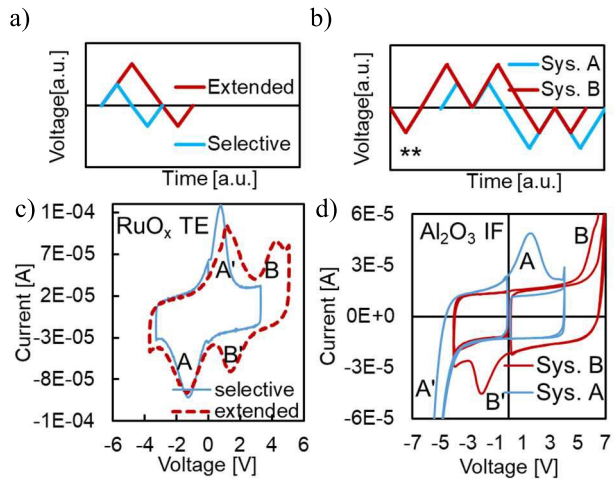 a)
Voltage[a.u.]
Extended
Selective
Time [a.u.]
b)
Voltage[a.u.]
Sys. A
Sys. B
**
Time [a.u.]
c)
RuOₓ TE
Current [A]
1E-04
7E-05
2E-05
-3E-05
-8E-05
-1E-04
A'
B
A
B'
selective
extended
-6 -4 -2 0 2 4 6
Voltage [V]
d)
Al₂O₃ IF
Current [A]
6E-5
3E-5
0E+0
-3E-5
-6E-5
B
A
A'
B'
Sys. B
Sys. A
-7 -5 -3 -1 1 3 5 7
Voltage [V]